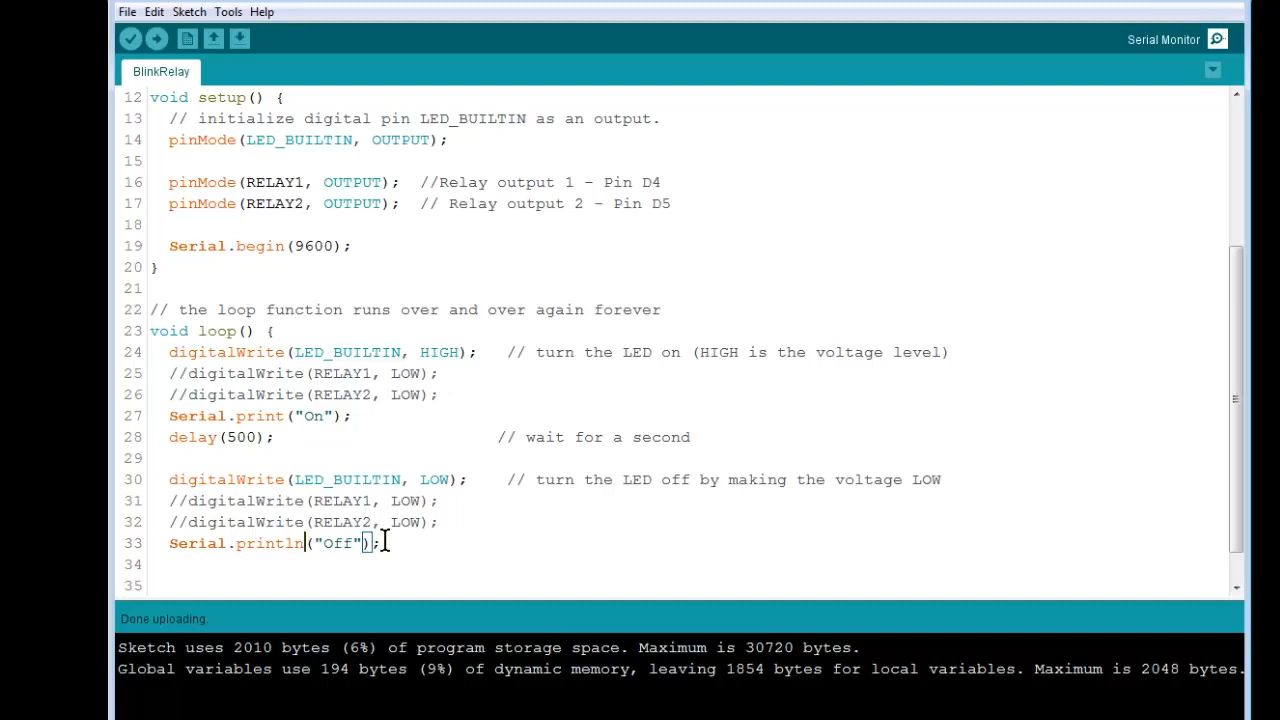 File Edit Sketch Tools Help
Serial Monitor
BlinkRelay
12 void setup() {
13 // initialize digital pin LED_BUILTIN as an output.
14 pinMode(LED_BUILTIN, OUTPUT);
15
16 pinMode(RELAY1, OUTPUT); //Relay output 1 - Pin D4
17 pinMode(RELAY2, OUTPUT); // Relay output 2 - Pin D5
18
19 Serial.begin(9600);
20 }
21
22 // the loop function runs over and over again forever
23 void loop() {
24 digitalWrite(LED_BUILTIN, HIGH); // turn the LED on (HIGH is the voltage level)
25 //digitalWrite(RELAY1, LOW);
26 //digitalWrite(RELAY2, LOW);
27 Serial.print("On");
28 delay(500); // wait for a second
29
30 digitalWrite(LED_BUILTIN, LOW); // turn the LED off by making the voltage LOW
31 //digitalWrite(RELAY1, LOW);
32 //digitalWrite(RELAY2, LOW);
33 Serial.println("Off");
34
35
Done uploading.
Sketch uses 2010 bytes (6%) of program storage space. Maximum is 30720 bytes.
Global variables use 194 bytes (9%) of dynamic memory, leaving 1854 bytes for local variables. Maximum is 2048 bytes.